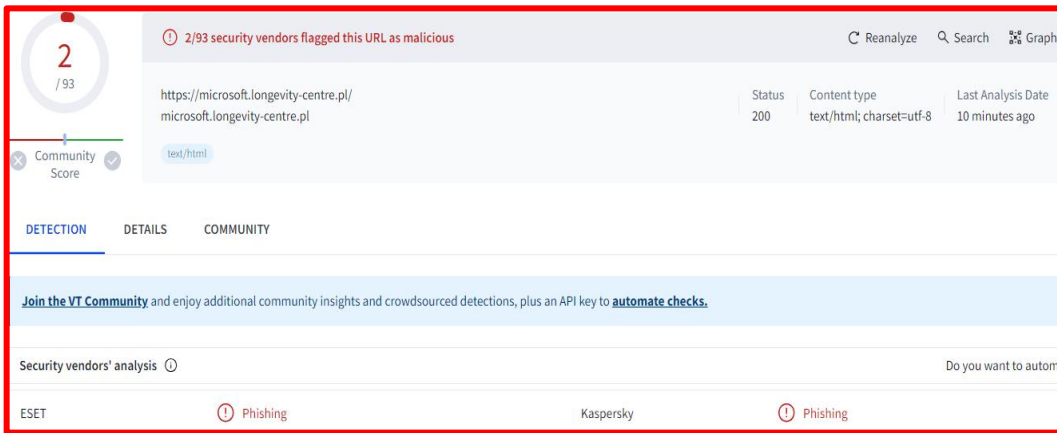 2
/ 93
Community
Score
2/93 security vendors flagged this URL as malicious
Reanalyze Search Graph
https://microsoft.longevity-centre.pl/
microsoft.longevity-centre.pl
text/html
Status
200
Content type
text/html; charset=utf-8
Last Analysis Date
10 minutes ago
DETECTION DETAILS COMMUNITY
Join the VT Community and enjoy additional community insights and crowdsourced detections, plus an API key to automate checks.
Security vendors' analysis Do you want to autom
ESET Phishing Kaspersky Phishing